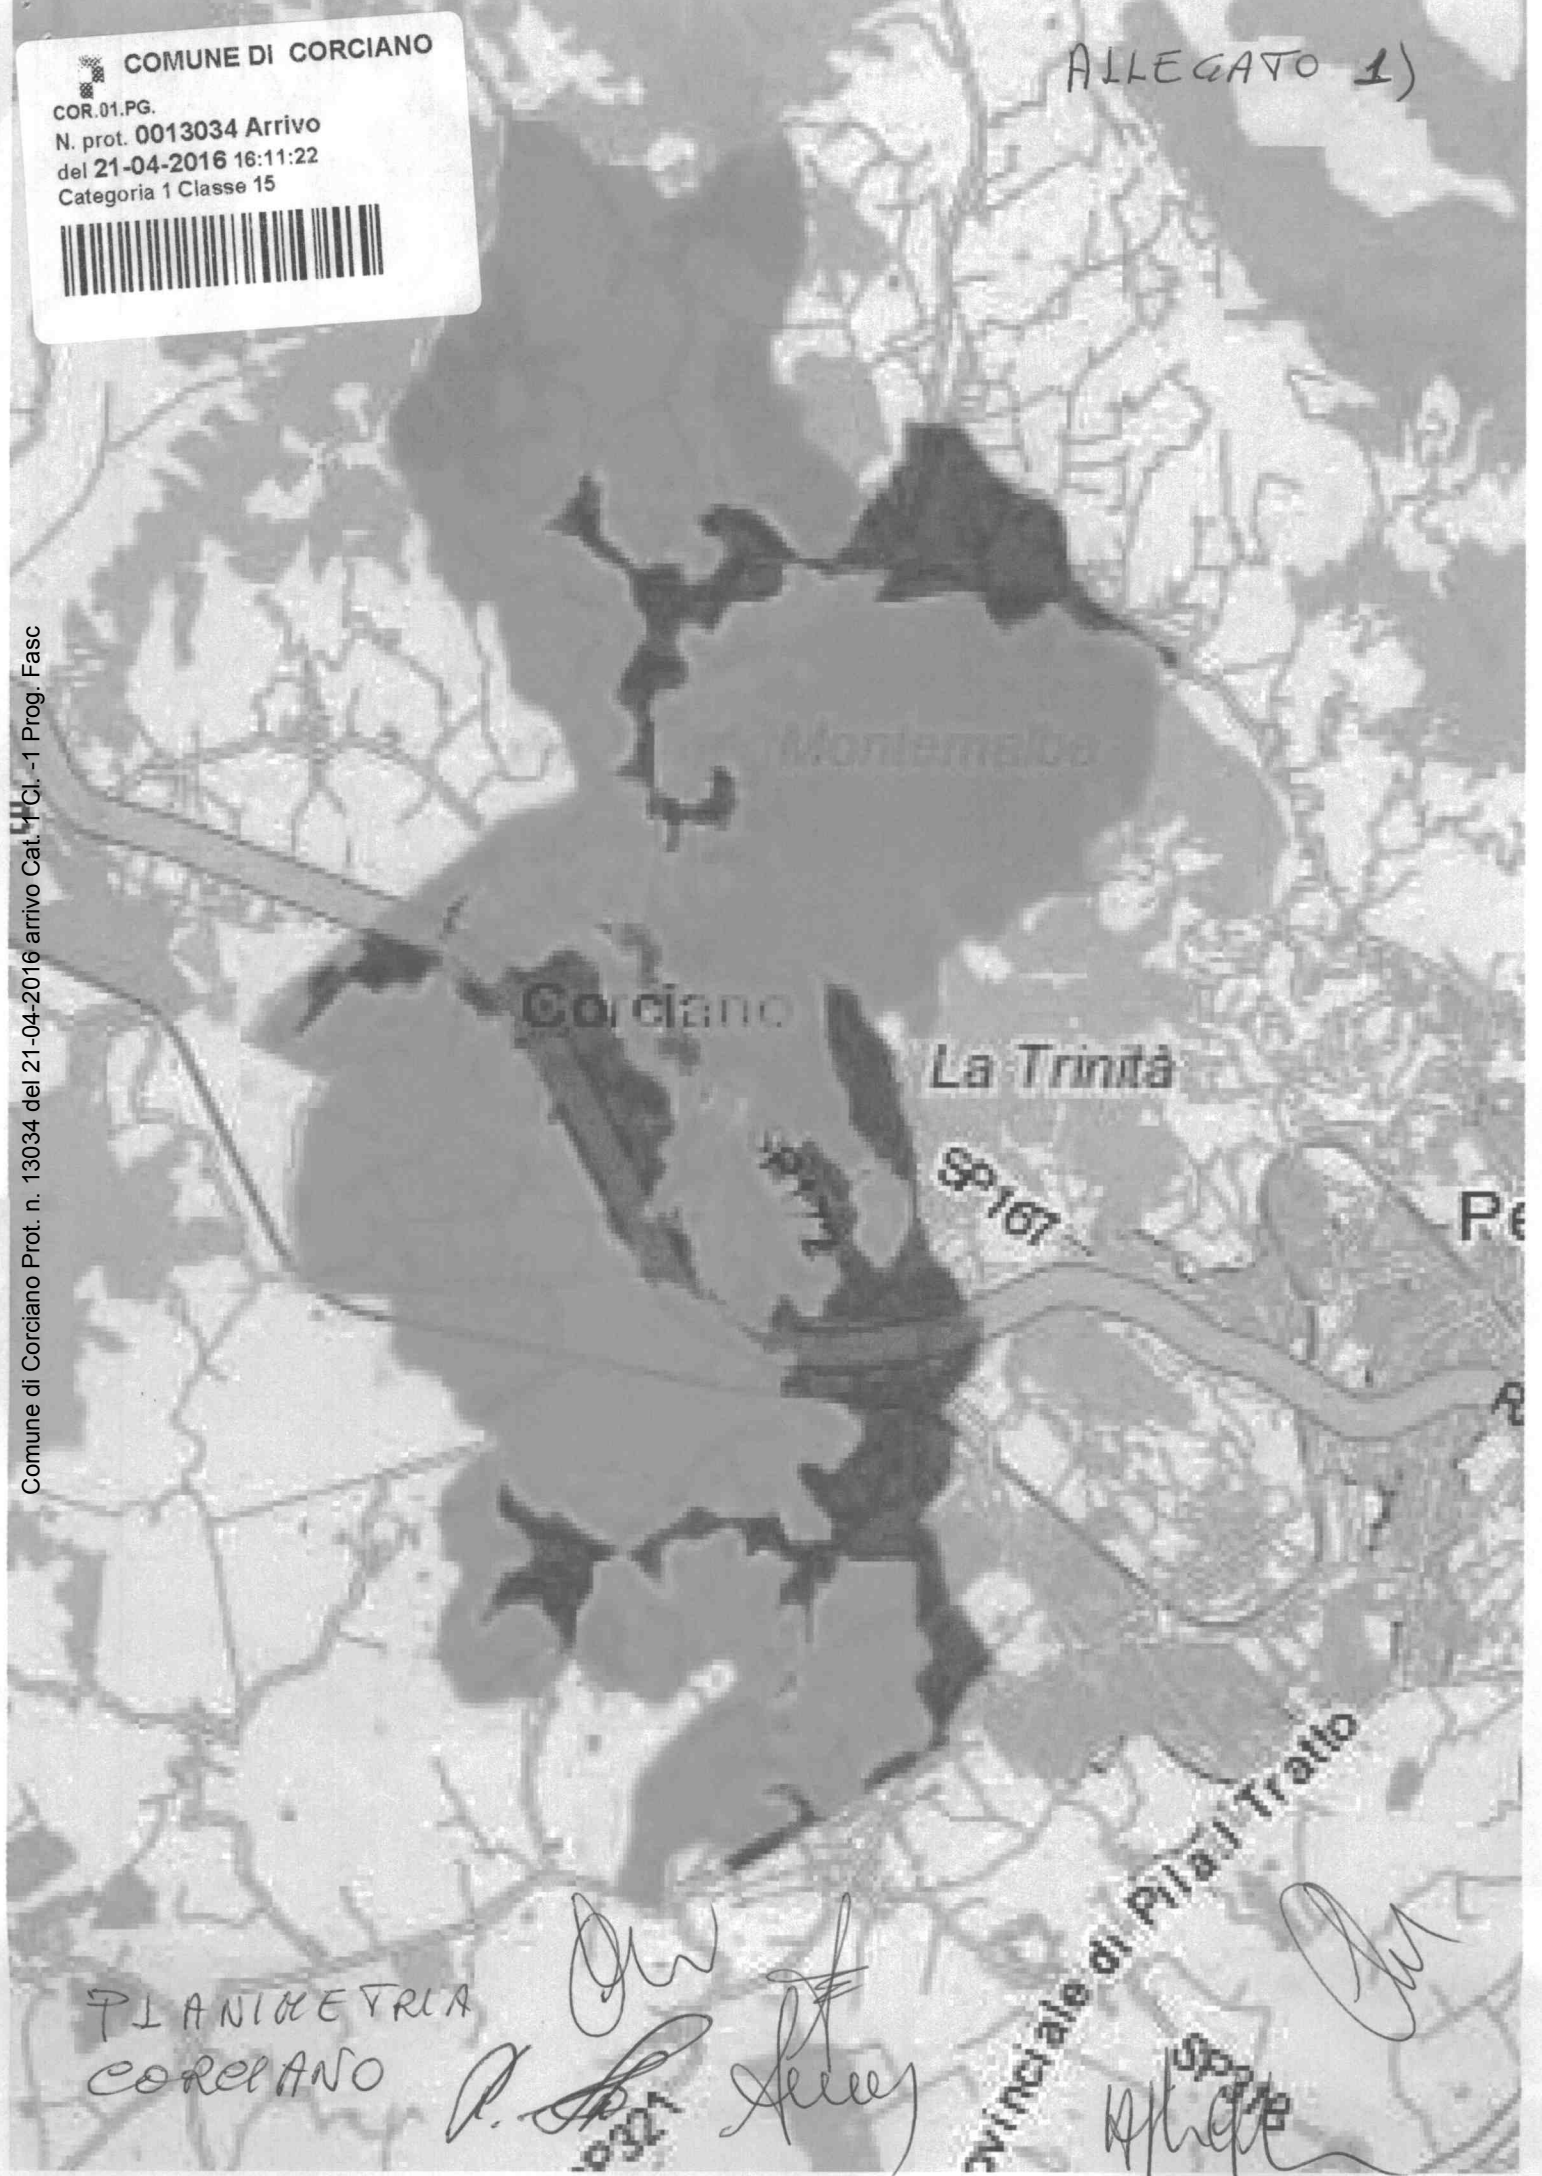 COMUNE DI CORCIANO
COR.01.PG.
N. prot. 0013034 Arrivo
del 21-04-2016 16:11:22
Categoria 1 Classe 15
ALLEGATO 1)
Comune di Corciano Prot. n. 13034 del 21-04-2016 arrivo Cat. 1 Cl. -1 Prog. Fasc
Montemalbe
Corciano
La Trinità
SP167
Pe
vinciale di Pila I Tratto
PLANIMETRIA
CORCIANO
P321